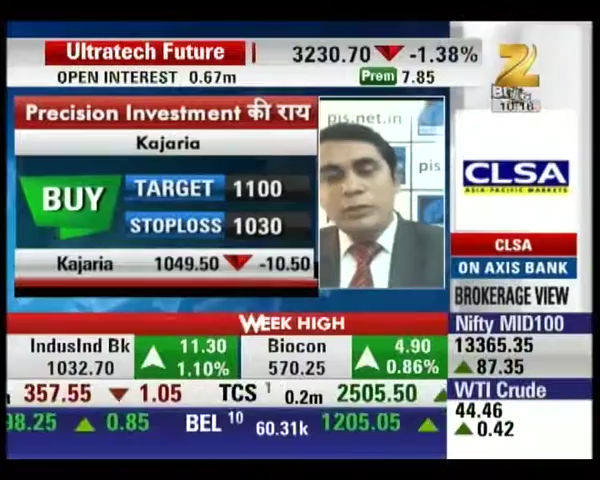 Ultratech Future 3230.70 -1.38%
OPEN INTEREST 0.67m Prem 7.85
10:16
Precision Investment की राय
Kajaria
BUY
TARGET 1100
STOPLOSS 1030
Kajaria 1049.50 -10.50
pis.net.in
pis
CLSA
ASIA-PACIFIC MARKETS
CLSA
ON AXIS BANK
BROKERAGE VIEW
WEEK HIGH
IndusInd Bk 11.30 Biocon 4.90
1032.70 1.10% 570.25 0.86%
Nifty MID100
13365.35
87.35
WTI Crude
44.46
0.42
357.55 1.05 TCS 1 0.2m 2505.50
98.25 0.85 BEL 10 60.31k 1205.05